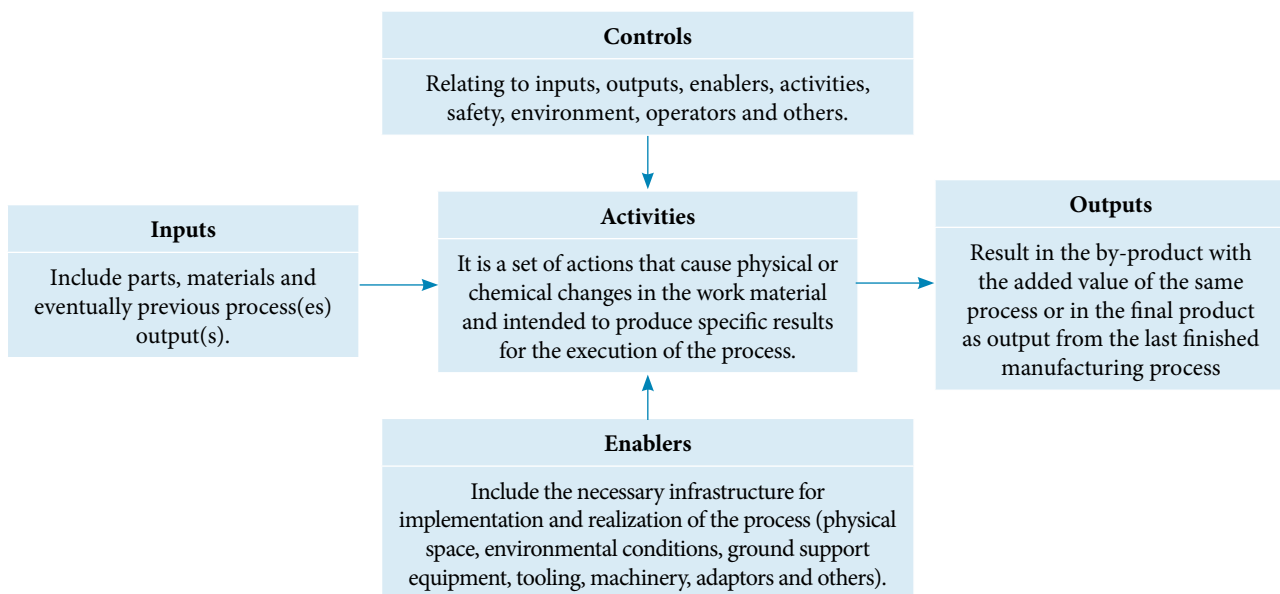 Controls
Relating to inputs, outputs, enablers, activities,
safety, environment, operators and others.
Inputs
Include parts, materials and
eventually previous process(es)
output(s).
Activities
It is a set of actions that cause physical or
chemical changes in the work material
and intended to produce specific results
for the execution of the process.
Outputs
Result in the by-product with
the added value of the same
process or in the final product
as output from the last finished
manufacturing process
Enablers
Include the necessary infrastructure for
implementation and realization of the process (physical
space, environmental conditions, ground support
equipment, tooling, machinery, adaptors and others).